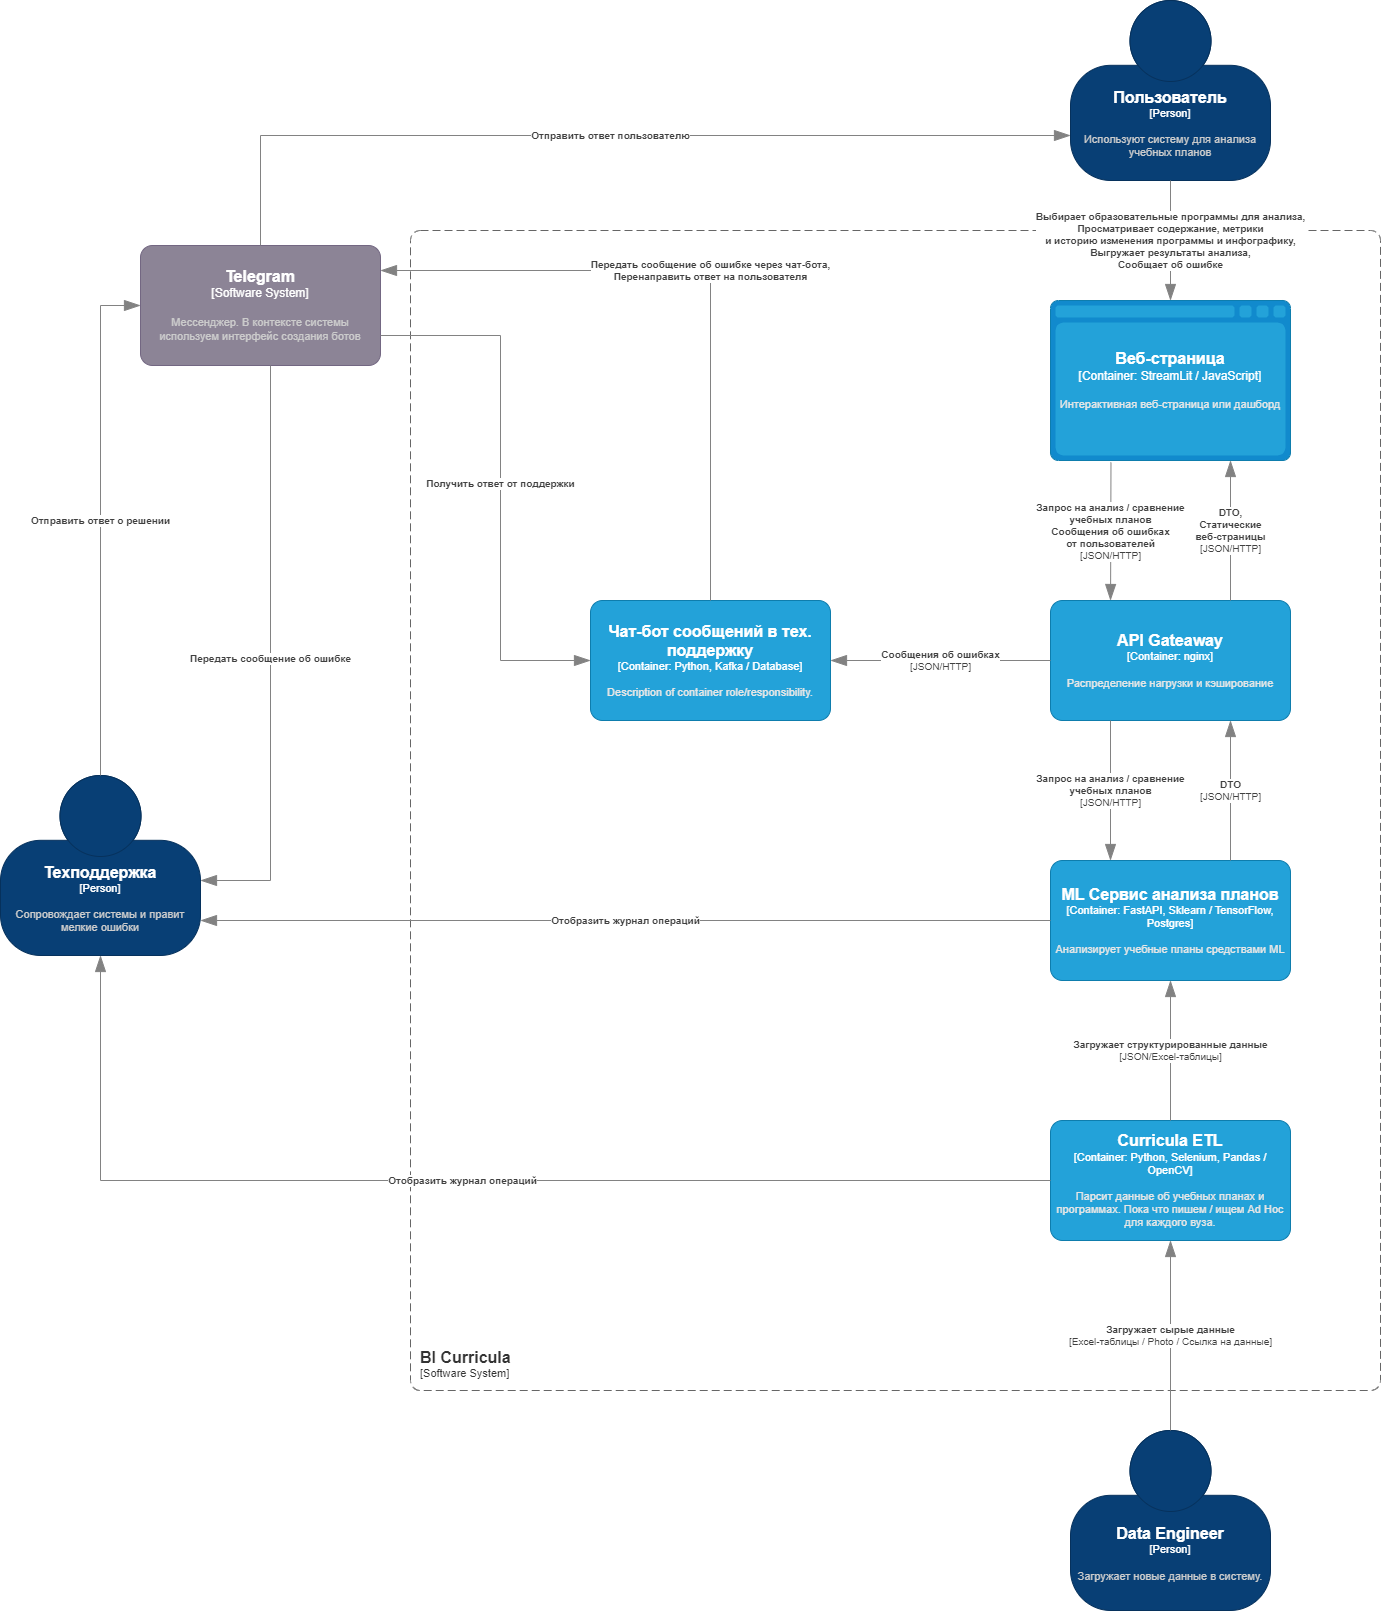 Пользователь
[Person]
Используют систему для анализа
учебных планов
Отправить ответ пользователю
Выбирает образовательные программы для анализа,
Просматривает содержание, метрики
и историю изменения программы и инфографику,
Выгружает результаты анализа,
Сообщает об ошибке
Telegram
[Software System]
Мессенджер. В контексте системы
используем интерфейс создания ботов
Передать сообщение об ошибке через чат-бота,
Перенаправить ответ на пользователя
Веб-страница
[Container: StreamLit / JavaScript]
Интерактивная веб-страница или дашборд
Получить ответ от поддержки
Отправить ответ о решении
Запрос на анализ / сравнение
учебных планов
Сообщения об ошибках
от пользователей
[JSON/HTTP]
DTO,
Статические
веб-страницы
[JSON/HTTP]
Чат-бот сообщений в тех.
поддержку
[Container: Python, Kafka / Database]
Description of container role/responsibility.
Сообщения об ошибках
[JSON/HTTP]
API Gateaway
[Container: nginx]
Распределение нагрузки и кэширование
Передать сообщение об ошибке
Запрос на анализ / сравнение
учебных планов
[JSON/HTTP]
DTO
[JSON/HTTP]
Техподдержка
[Person]
Сопровождает системы и правит
мелкие ошибки
Отобразить журнал операций
ML Сервис анализа планов
[Container: FastAPI, Sklearn / TensorFlow,
Postgres]
Анализирует учебные планы средствами ML
Загружает структурированные данные
[JSON/Excel-таблицы]
Curricula ETL
[Container: Python, Selenium, Pandas /
OpenCV]
Парсит данные об учебных планах и
программах. Пока что пишем / ищем Ad Hoc
для каждого вуза.
Отобразить журнал операций
Загружает сырые данные
[Excel-таблицы / Photo / Ссылка на данные]
BI Curricula
[Software System]
Data Engineer
[Person]
Загружает новые данные в систему.